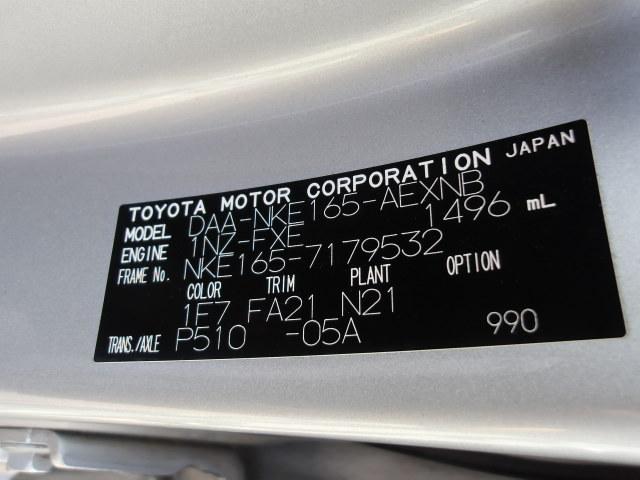 TOYOTA MOTOR CORPORATION JAPAN
MODEL DAA-NKE165-AEXNB
ENGINE 1NZ-FXE 1496 mL
FRAME No. NKE165-7179532
COLOR TRIM PLANT OPTION
1F7 FA21 N21
TRANS./AXLE P510 -05A 990